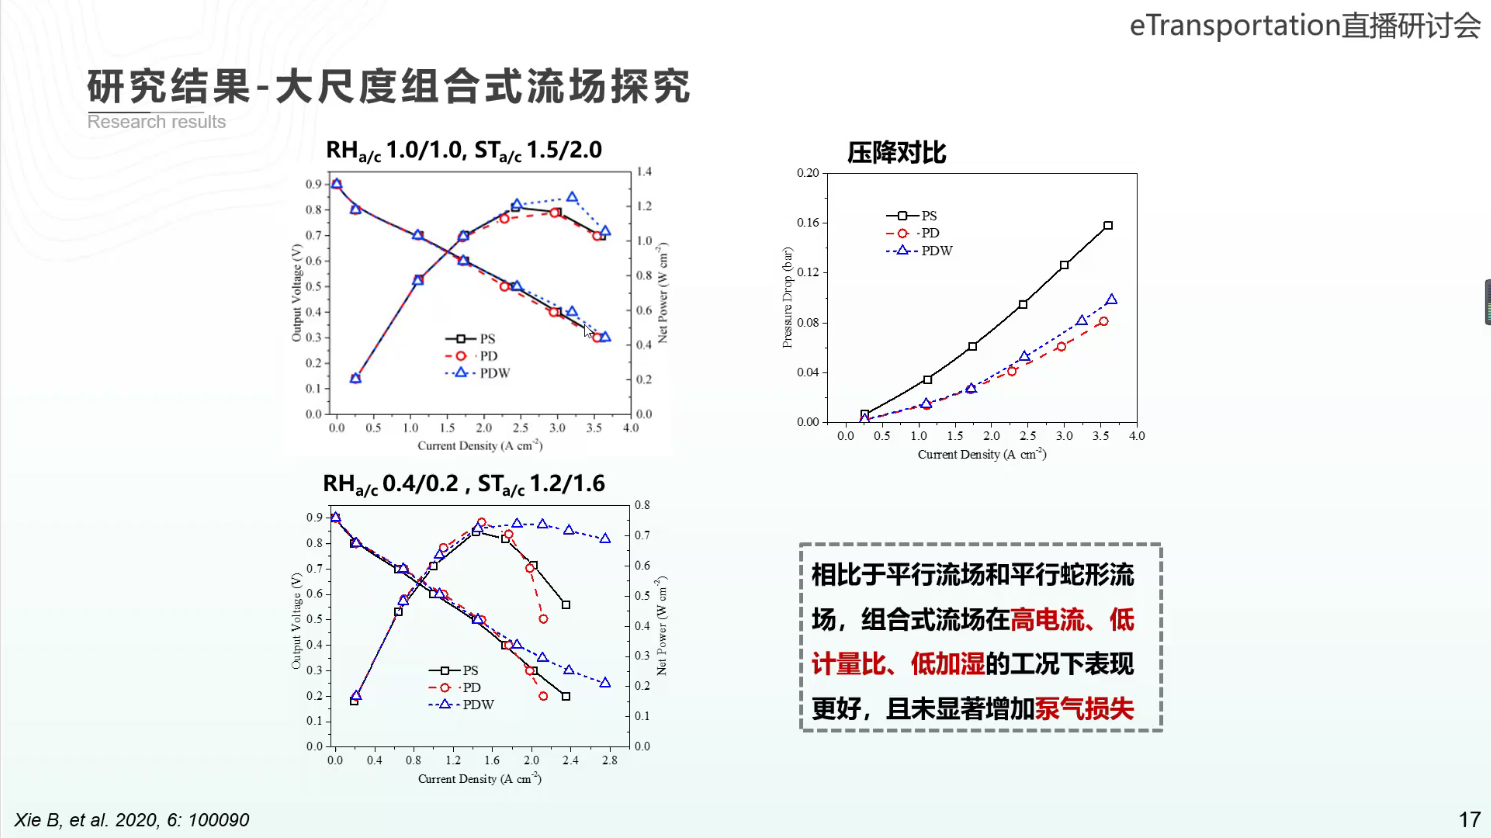 eTransportation直播研讨会
研究结果-大尺度组合式流场探究
Research results
RHa/c 1.0/1.0, STa/c 1.5/2.0
1.4
1.2
1.0
0.8
0.6
0.4
0.2
0.0
0.9
0.8
0.7
0.6
0.5
0.4
0.3
0.2
0.1
0.0
Output Voltage (V)
Net Power (W cm-2)
PS
PD
PDW
0.0 0.5 1.0 1.5 2.0 2.5 3.0 3.5 4.0
Current Density (A cm-2)
压降对比
0.20
0.16
0.12
0.08
0.04
0.00
Pressure Drop (bar)
PS
PD
PDW
0.0 0.5 1.0 1.5 2.0 2.5 3.0 3.5 4.0
Current Density (A cm-2)
RHa/c 0.4/0.2 , STa/c 1.2/1.6
0.8
0.7
0.6
0.5
0.4
0.3
0.2
0.1
0.0
0.9
0.8
0.7
0.6
0.5
0.4
0.3
0.2
0.1
0.0
Output Voltage (V)
Net Power (W cm-2)
PS
PD
PDW
0.0 0.4 0.8 1.2 1.6 2.0 2.4 2.8
Current Density (A cm-2)
相比于平行流场和平行蛇形流
场，组合式流场在高电流、低
计量比、低加湿的工况下表现
更好，且未显著增加泵气损失
Xie B, et al. 2020, 6: 100090
17